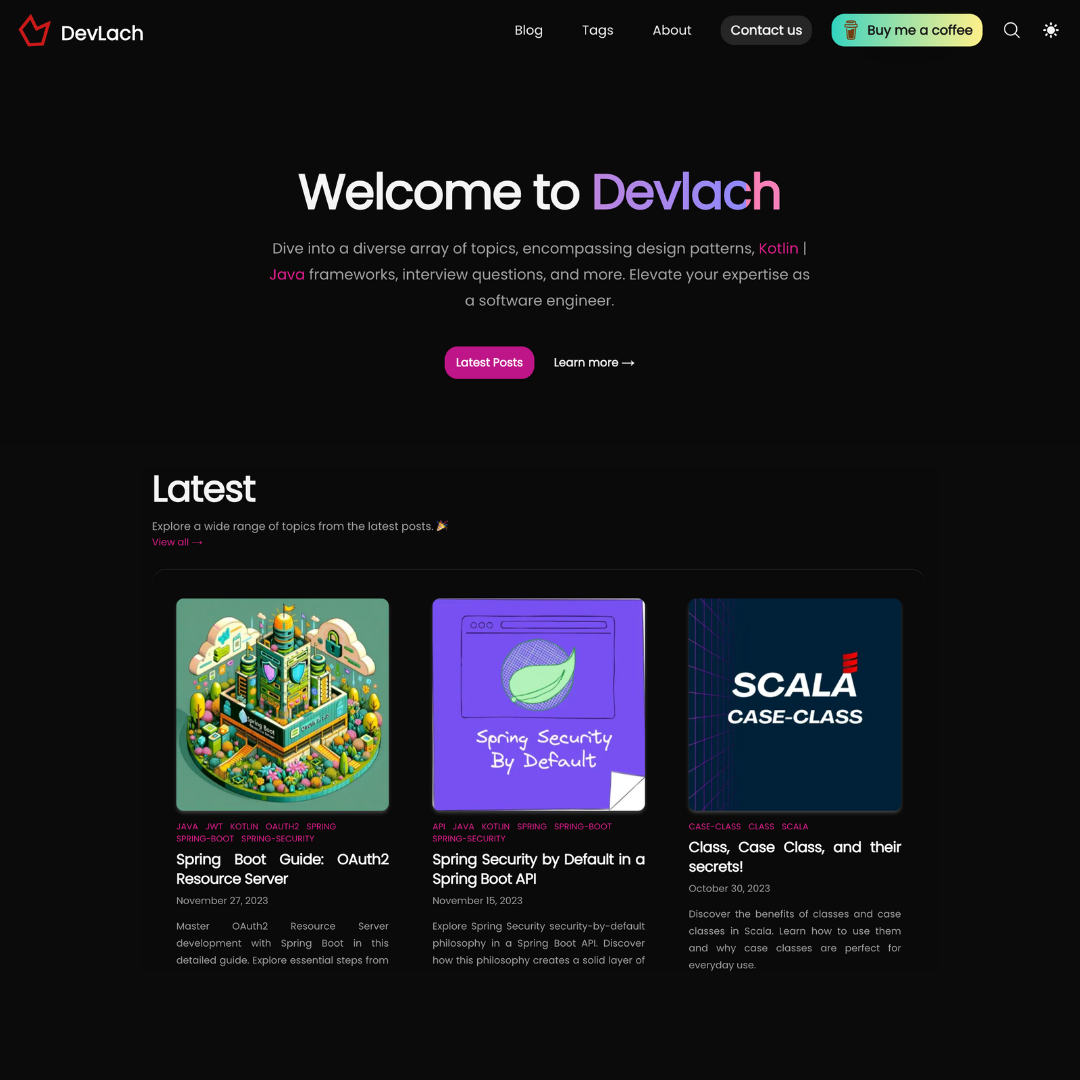 DevLach
Blog
Tags
About
Contact us
Buy me a coffee
Welcome to Devlach
Dive into a diverse array of topics, encompassing design patterns, Kotlin |
Java frameworks, interview questions, and more. Elevate your expertise as
a software engineer.
Latest Posts
Learn more →
Latest
Explore a wide range of topics from the latest posts. 🎉
View all →
Spring Boot
JAVA JWT KOTLIN OAUTH2 SPRING
SPRING-BOOT SPRING-SECURITY
Spring Boot Guide: OAuth2
Resource Server
November 27, 2023
Master OAuth2 Resource Server
development with Spring Boot in this
detailed guide. Explore essential steps from
Spring Security
By Default
API JAVA KOTLIN SPRING SPRING-BOOT
SPRING-SECURITY
Spring Security by Default in a
Spring Boot API
November 15, 2023
Explore Spring Security security-by-default
philosophy in a Spring Boot API. Discover
how this philosophy creates a solid layer of
SCALA
CASE-CLASS
CASE-CLASS CLASS SCALA
Class, Case Class, and their
secrets!
October 30, 2023
Discover the benefits of classes and case
classes in Scala. Learn how to use them
and why case classes are perfect for
everyday use.